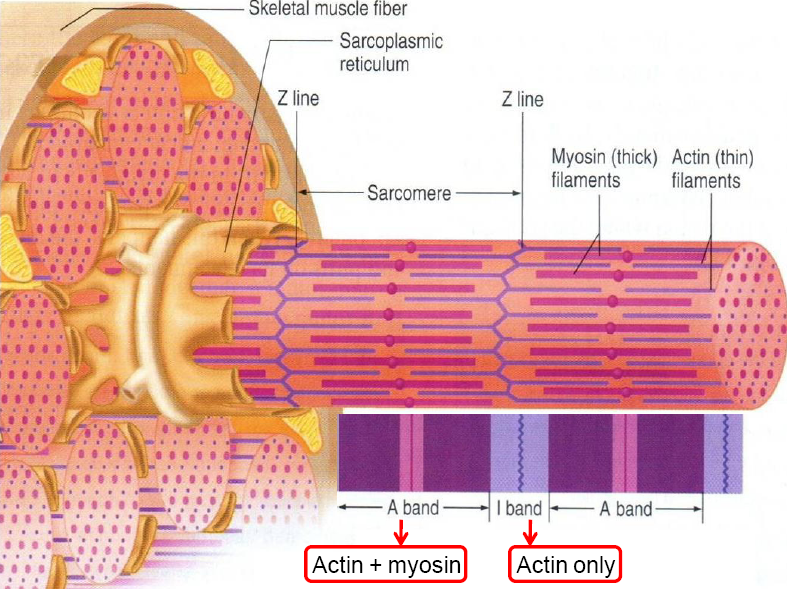 Skeletal muscle fiber
Sarcoplasmic
reticulum
Z line
Z line
Myosin (thick)
filaments
Actin (thin)
filaments
Sarcomere
A band
I band
A band
Actin + myosin
Actin only